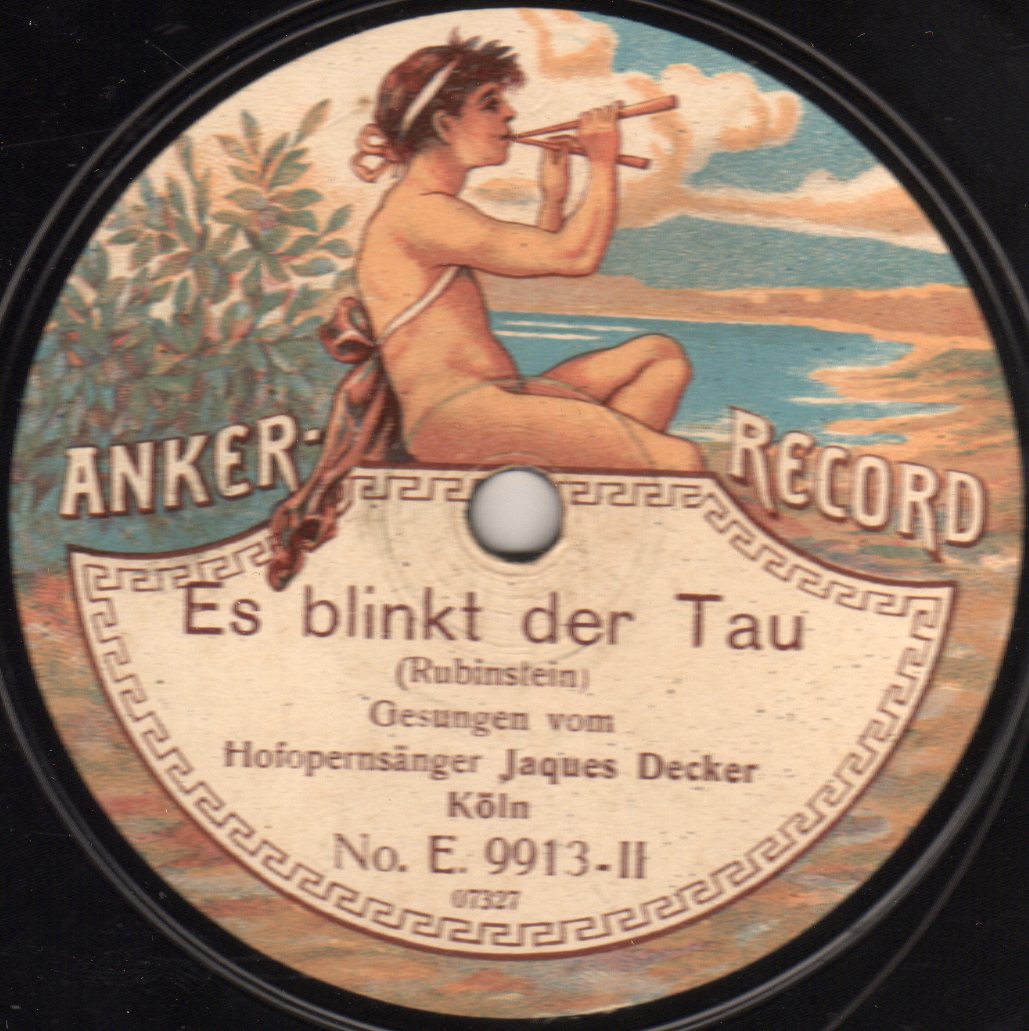 ANKER-RECORD
Es blinkt der Tau
(Rubinstein)
Gesungen vom
Hofopernsänger Jaques Decker
Köln
No. E. 9913-II
07327